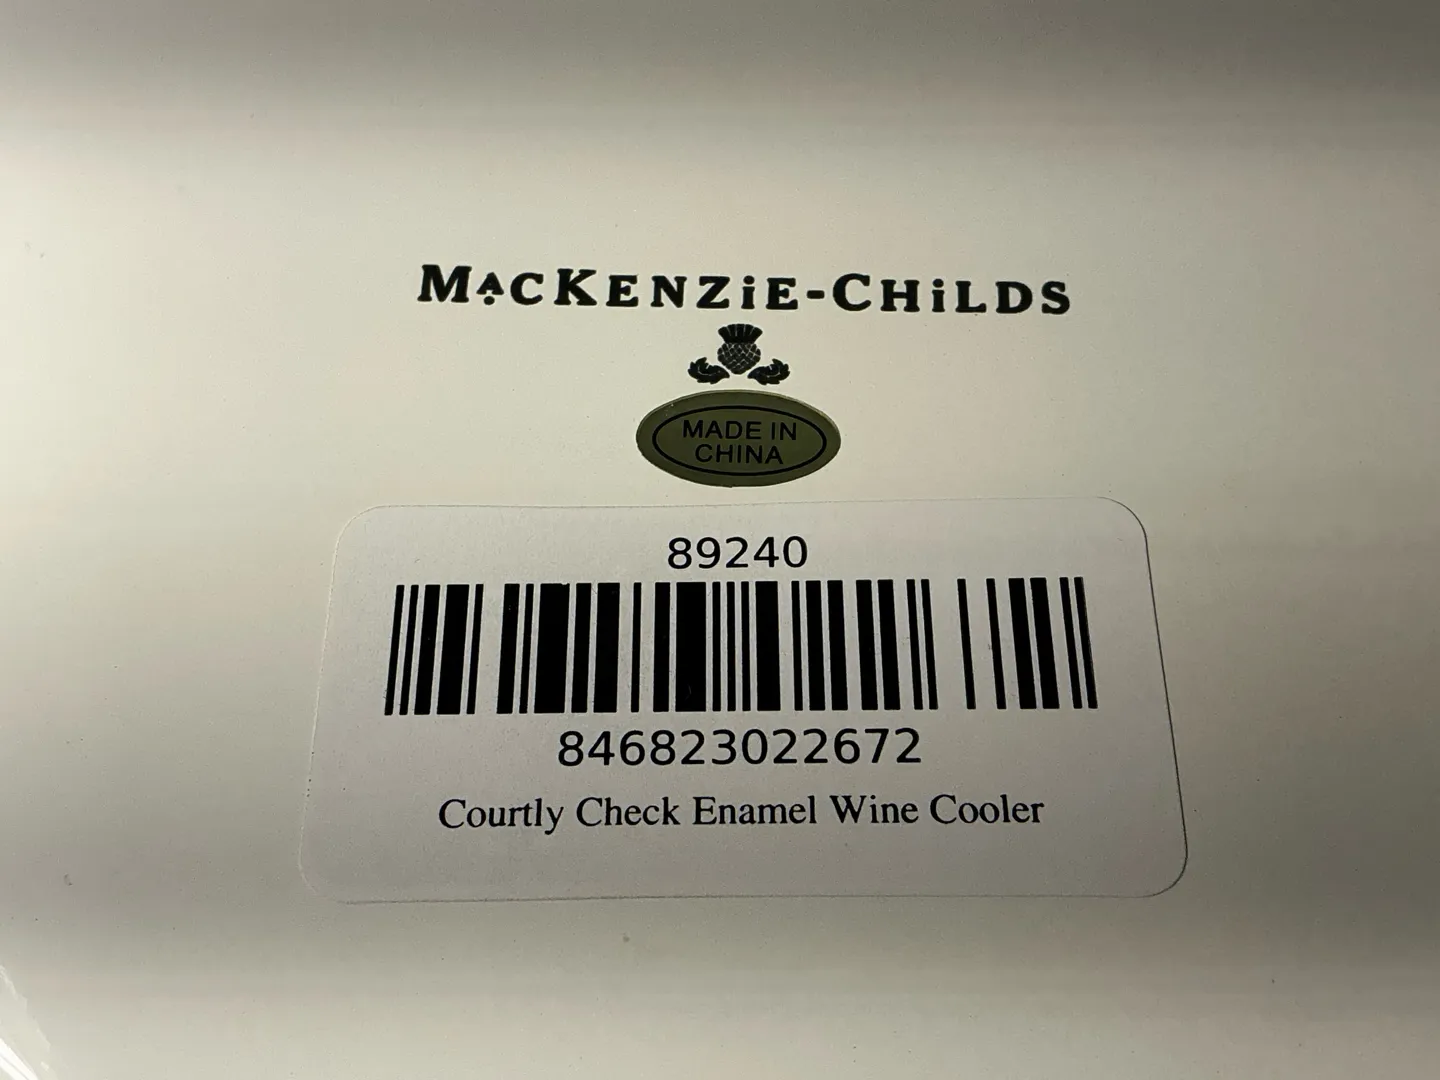 MACKENZiE-CHiLDS
MADE IN
CHINA
89240
846823022672
Courtly Check Enamel Wine Cooler